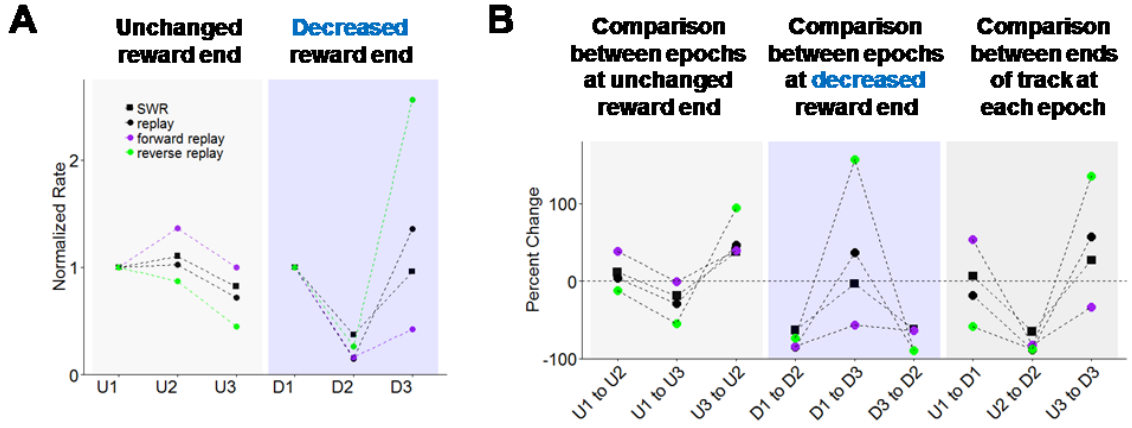 A
Unchanged
reward end
Decreased
reward end
SWR
replay
forward replay
reverse replay
Normalized Rate
2
1
0
U1 U2 U3 D1 D2 D3
B
Comparison
between epochs
at unchanged
reward end
Comparison
between epochs
at decreased
reward end
Comparison
between ends
of track at
each epoch
Percent Change
100
0
-100
U1 to U2
U1 to U3
U3 to U2
D1 to D2
D1 to D3
D3 to D2
U1 to D1
U2 to D2
U3 to D3